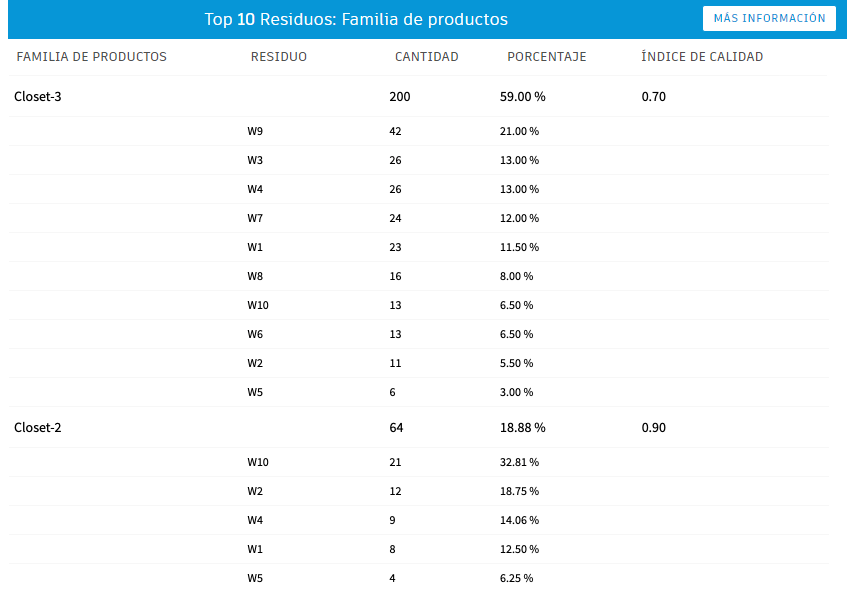 Top 10 Residuos: Familia de productos MÁS INFORMACIÓN
FAMILIA DE PRODUCTOS RESIDUO CANTIDAD PORCENTAJE ÍNDICE DE CALIDAD
Closet-3 200 59.00 % 0.70
W9 42 21.00 %
W3 26 13.00 %
W4 26 13.00 %
W7 24 12.00 %
W1 23 11.50 %
W8 16 8.00 %
W10 13 6.50 %
W6 13 6.50 %
W2 11 5.50 %
W5 6 3.00 %
Closet-2 64 18.88 % 0.90
W10 21 32.81 %
W2 12 18.75 %
W4 9 14.06 %
W1 8 12.50 %
W5 4 6.25 %